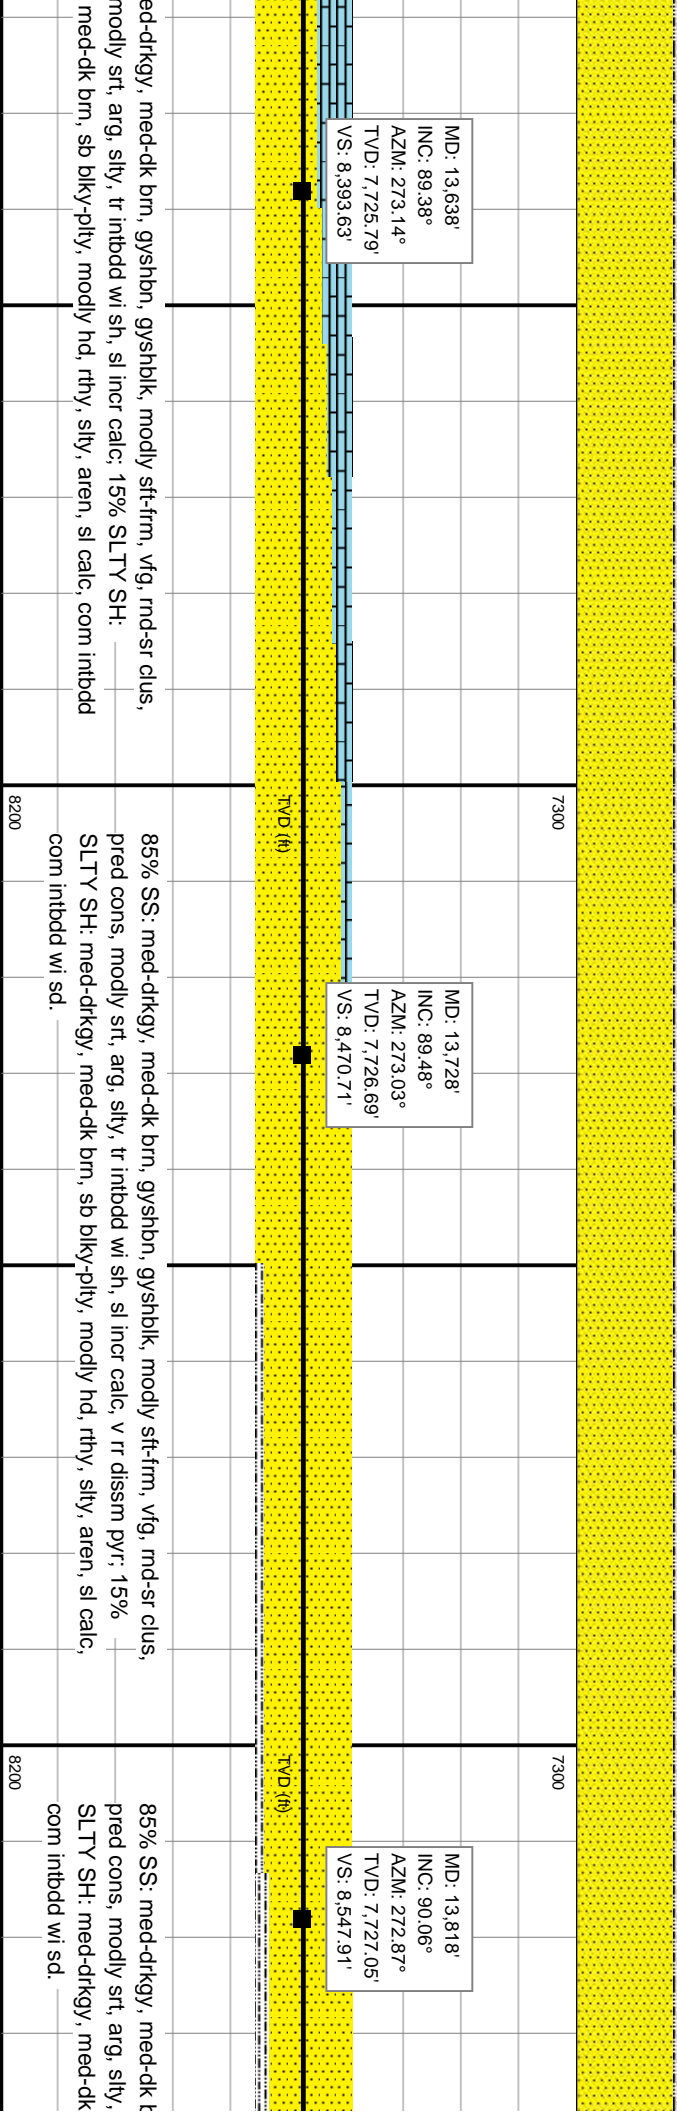 MD: 13,638'
INC: 89.38°
AZM: 273.14°
TVD: 7,725.79'
VS: 8,393.63'
ed-drkgy, med-dk brn, gyshbn, gyshblk, modly sft-frm, vfg, rnd-sr clus,
modly srt, arg, slty, tr intbdd wi sh, sl incr calc; 15% SLTY SH:
med-dk brn, sb blky-plty, modly hd, rthy, slty, aren, sl calc, com intbdd
7300
TVD (ft)
8200
MD: 13,728'
INC: 89.48°
AZM: 273.03°
TVD: 7,726.69'
VS: 8,470.71'
85% SS: med-drkgy, med-dk brn, gyshbn, gyshblk, modly sft-frm, vfg, rnd-sr clus,
pred cons, modly srt, arg, slty, tr intbdd wi sh, sl incr calc, v rr dissm pyr; 15%
SLTY SH: med-drkgy, med-dk brn, sb blky-plty, modly hd, rthy, slty, aren, sl calc,
com intbdd wi sd.
7300
TVD (ft)
8200
MD: 13,818'
INC: 90.06°
AZM: 272.87°
TVD: 7,727.05'
VS: 8,547.91'
85% SS: med-drkgy, med-dk b
pred cons, modly srt, arg, slty,
SLTY SH: med-drkgy, med-dk
com intbdd wi sd.